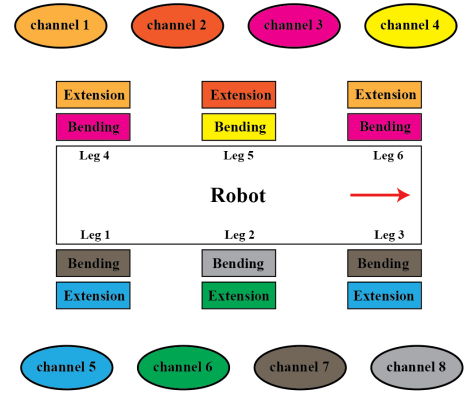 channel 1 channel 2 channel 3 channel 4
Extension Extension Extension
Bending Bending Bending
Leg 4 Leg 5 Leg 6
Robot
Leg 1 Leg 2 Leg 3
Bending Bending Bending
Extension Extension Extension
channel 5 channel 6 channel 7 channel 8